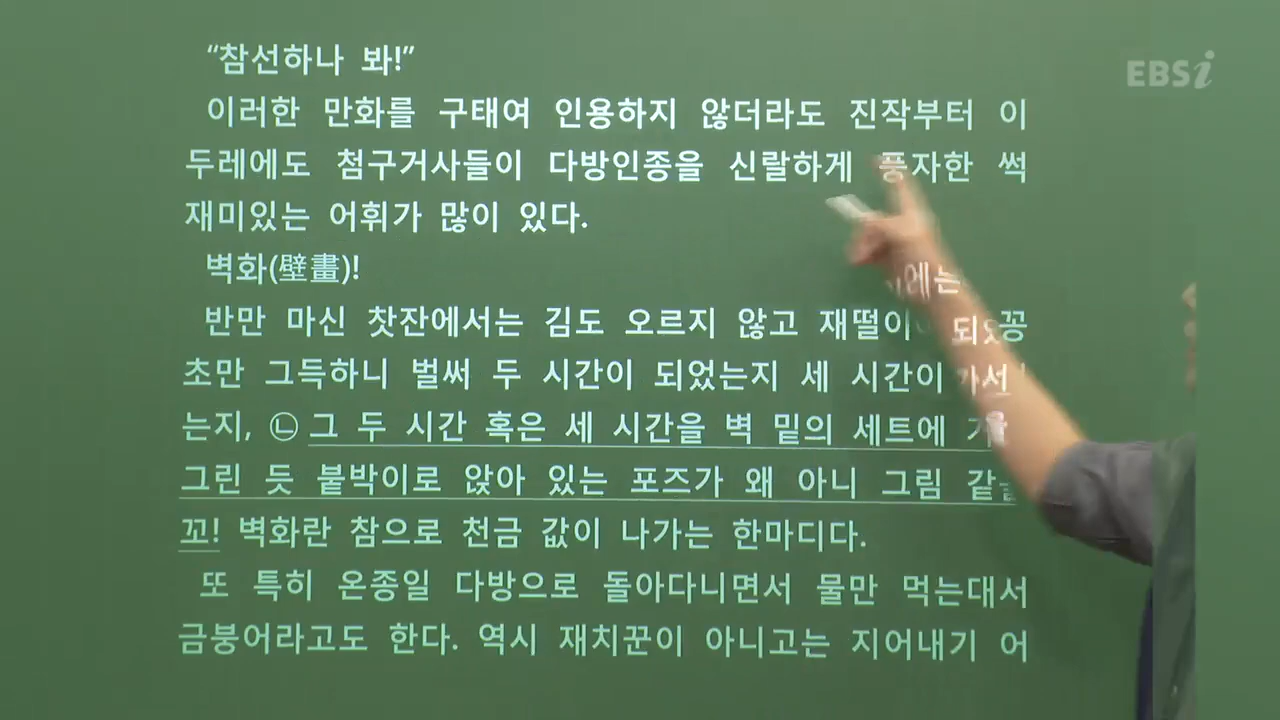 “참선하나 봐!”
EBSi
이러한 만화를 구태여 인용하지 않더라도 진작부터 이
두레에도 첨구거사들이 다방인종을 신랄하게 풍자한 썩
재미있는 어휘가 많이 있다.
벽화(壁畫)!
반만 마신 찻잔에서는 김도 오르지 않고 재떨이에는 꽁
초만 그득하니 벌써 두 시간이 되었는지 세 시간이
는지, ㉡ 그 두 시간 혹은 세 시간을 벽 밑의 세트에
그린 듯 붙박이로 앉아 있는 포즈가 왜 아니 그림
꼬! 벽화란 참으로 천금 값이 나가는 한마디다.
또 특히 온종일 다방으로 돌아다니면서 물만 먹는대서
금붕어라고도 한다. 역시 재치꾼이 아니고는 지어내기 어